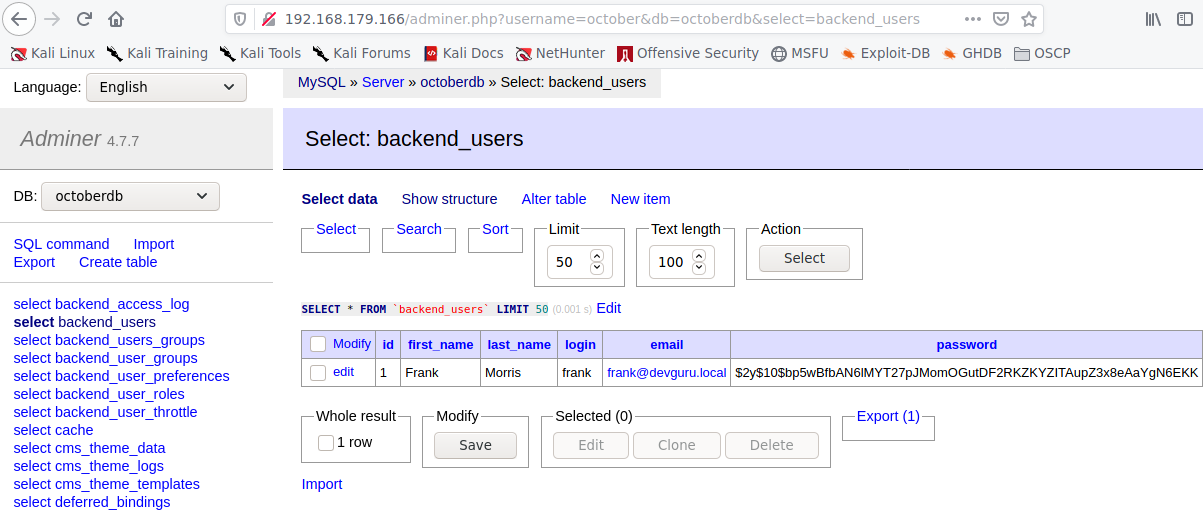 192.168.179.166/adminer.php?username=october&db=octoberdb&select=backend_users
Kali Linux Kali Training Kali Tools Kali Forums Kali Docs NetHunter Offensive Security MSFU Exploit-DB GHDB OSCP
Language: English
MySQL » Server » octoberdb » Select: backend_users
Adminer 4.7.7
Select: backend_users
DB: octoberdb
Select data Show structure Alter table New item
SQL command Import
Export Create table
Select Search Sort Limit Text length Action
50 100 Select
SELECT * FROM `backend_users` LIMIT 50 (0.001 s) Edit
select backend_access_log
select backend_users
select backend_users_groups
select backend_user_groups
select backend_user_preferences
select backend_user_roles
select backend_user_throttle
select cache
select cms_theme_data
select cms_theme_logs
select cms_theme_templates
select deferred_bindings
Modify id first_name last_name login email password
edit 1 Frank Morris frank frank@devguru.local $2y$10$bp5wBfbAN6lMYT27pJMomOGutDF2RKZKYZITAupZ3x8eAaYgN6EKK
Whole result Modify Selected (0) Export (1)
1 row Save Edit Clone Delete
Import